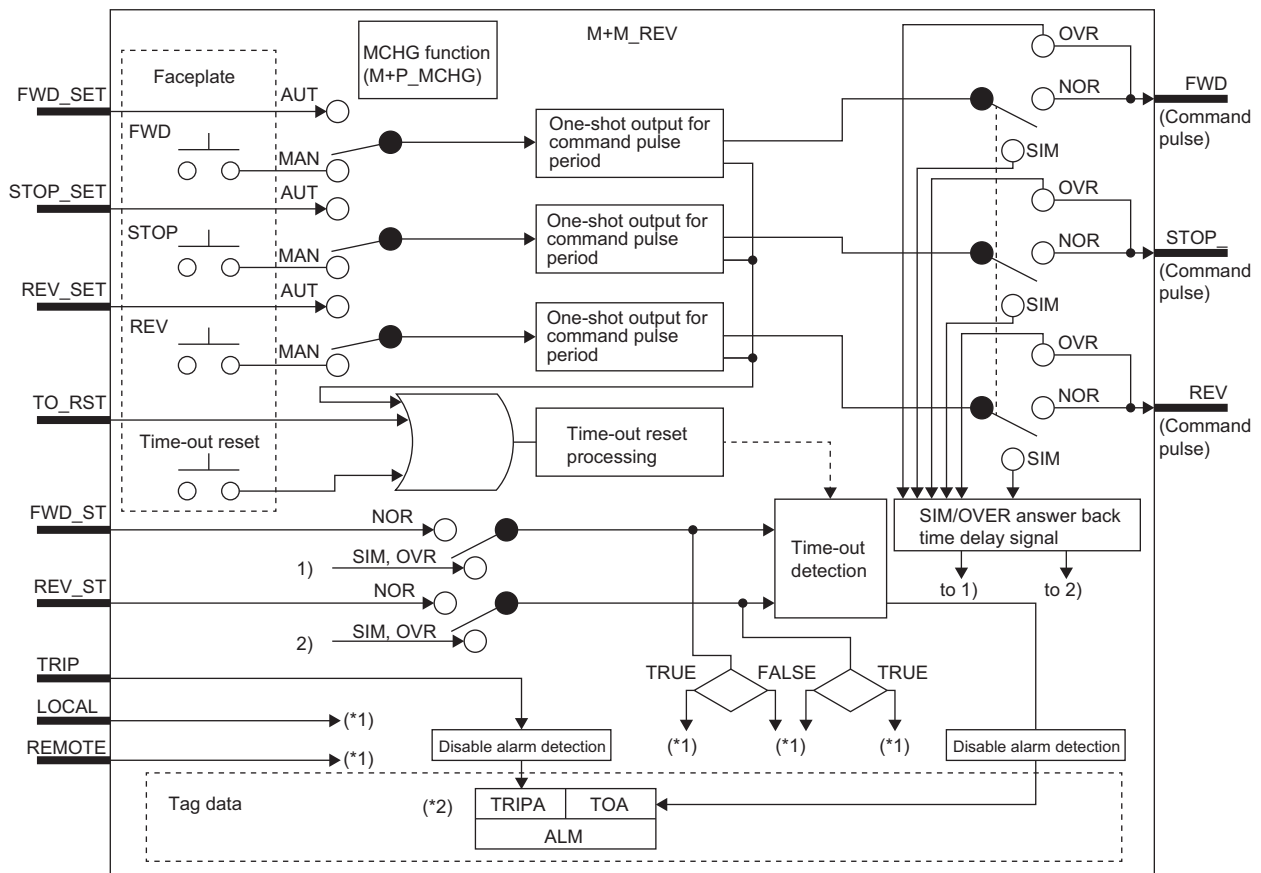 M+M_REV
MCHG function
(M+P_MCHG)
Faceplate
FWD_SET
AUT
FWD
MAN
STOP_SET
AUT
STOP
MAN
REV_SET
AUT
REV
MAN
TO_RST
Time-out reset
One-shot output for
command pulse
period
One-shot output for
command pulse
period
One-shot output for
command pulse
period
Time-out reset
processing
OVR
NOR
SIM
FWD
(Command
pulse)
OVR
NOR
SIM
STOP_
(Command
pulse)
OVR
NOR
SIM
REV
(Command
pulse)
SIM/OVER answer back
time delay signal
to 1)
to 2)
FWD_ST
NOR
1)
SIM, OVR
REV_ST
NOR
2)
SIM, OVR
Time-out
detection
TRIP
LOCAL
(*1)
REMOTE
(*1)
TRUE
FALSE
TRUE
(*1)
(*1)
(*1)
Disable alarm detection
Disable alarm detection
Tag data
(*2)
TRIPA
TOA
ALM